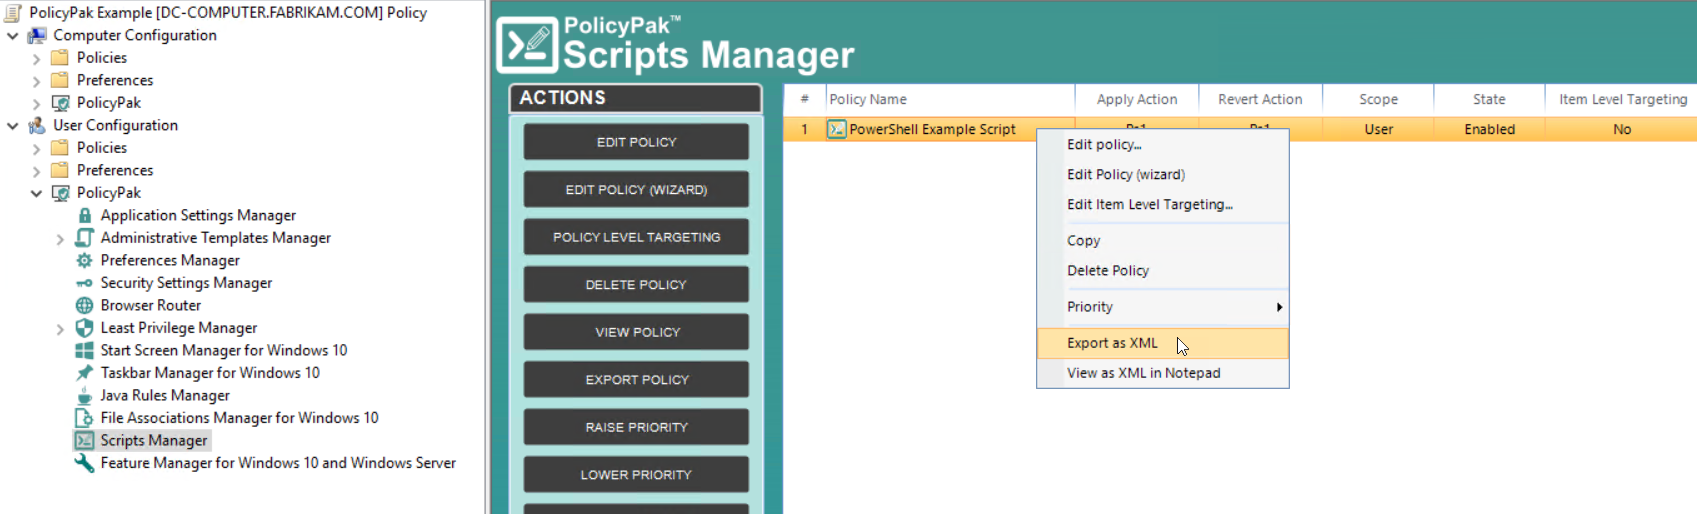 PolicyPak Example [DC-COMPUTER.FABRIKAM.COM] Policy
Computer Configuration
Policies
Preferences
PolicyPak
User Configuration
Policies
Preferences
PolicyPak
Application Settings Manager
Administrative Templates Manager
Preferences Manager
Security Settings Manager
Browser Router
Least Privilege Manager
Start Screen Manager for Windows 10
Taskbar Manager for Windows 10
Java Rules Manager
File Associations Manager for Windows 10
Scripts Manager
Feature Manager for Windows 10 and Windows Server
PolicyPak™
Scripts Manager
ACTIONS
EDIT POLICY
EDIT POLICY (WIZARD)
POLICY LEVEL TARGETING
DELETE POLICY
VIEW POLICY
EXPORT POLICY
RAISE PRIORITY
LOWER PRIORITY
# Policy Name Apply Action Revert Action Scope State Item Level Targeting
1 PowerShell Example Script Ps1 Ps1 User Enabled No
Edit policy...
Edit Policy (wizard)
Edit Item Level Targeting...
Copy
Delete Policy
Priority
Export as XML
View as XML in Notepad